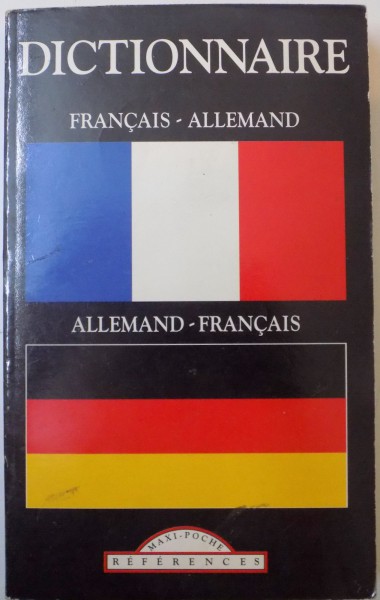 DICTIONNAIRE
FRANÇAIS - ALLEMAND
ALLEMAND - FRANÇAIS
MAXI-POCHE
RÉFÉRENCES